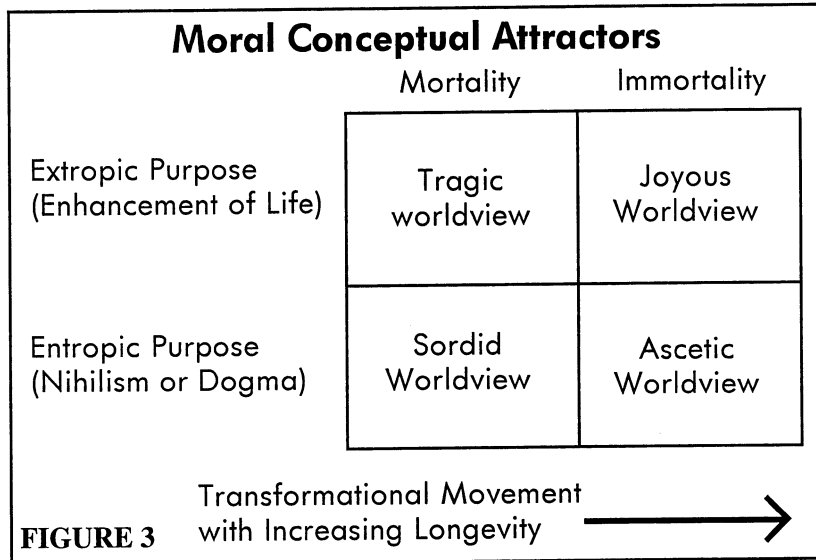 Moral Conceptual Attractors
Mortality Immortality
Extropic Purpose
(Enhancement of Life)
Tragic
worldview
Joyous
Worldview
Entropic Purpose
(Nihilism or Dogma)
Sordid
Worldview
Ascetic
Worldview
Transformational Movement
with Increasing Longevity
FIGURE 3